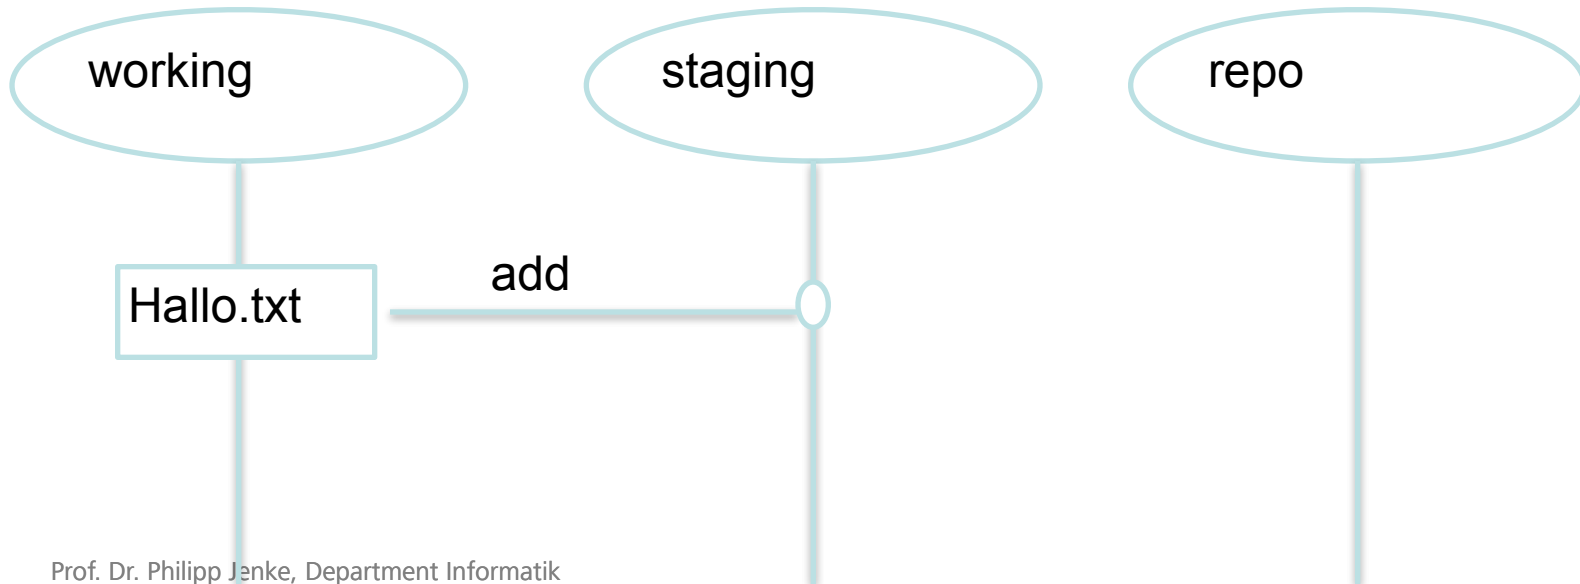 working
staging
repo
add
Hallo.txt
Prof. Dr. Philipp Jenke, Department Informatik